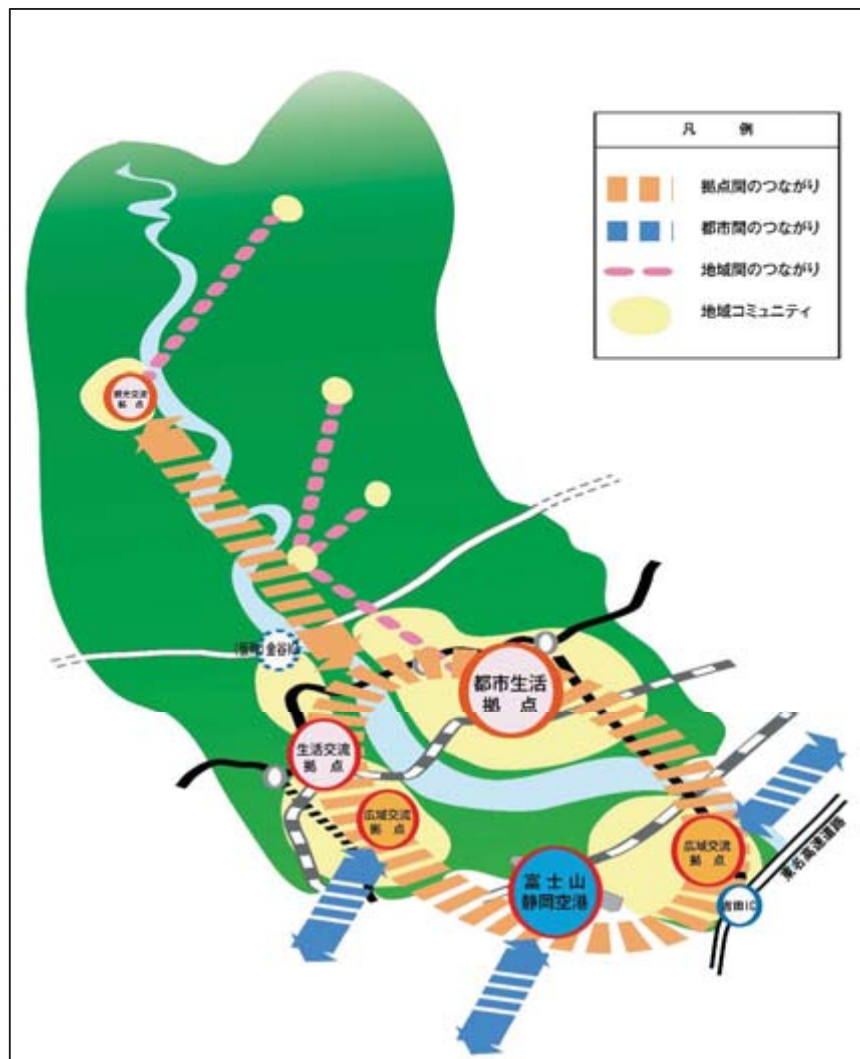 凡 例
拠点間のつながり
都市間のつながり
地域間のつながり
地域コミュニティ
観光交流
拠 点
金谷IC
都市生活
拠 点
生活交流
拠 点
広域交流
拠 点
広域交流
拠 点
富士山
静岡空港
吉田IC
東名高速道路